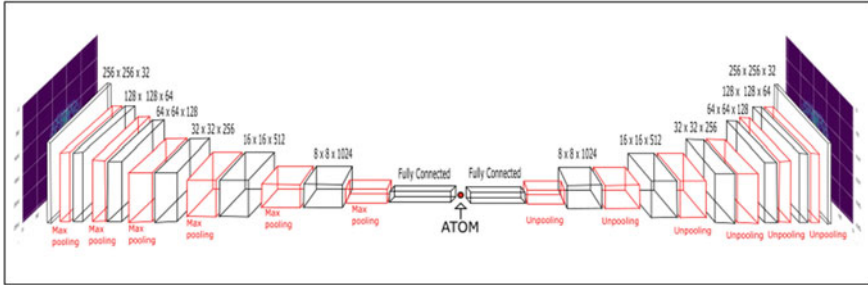 256 x 256 x 32
128 x 128 x 64
64 x 64 x 128
32 x 32 x 256
16 x 16 x 512
8 x 8 x 1024
Fully Connected
Fully Connected
8 x 8 x 1024
16 x 16 x 512
32 x 32 x 256
64 x 64 x 128
128 x 128 x 64
256 x 256 x 32
Max
pooling
Max
pooling
Max
pooling
Max
pooling
Max
pooling
Max
pooling
ATOM
Unpooling
Unpooling
Unpooling
Unpooling
Unpooling
Unpooling